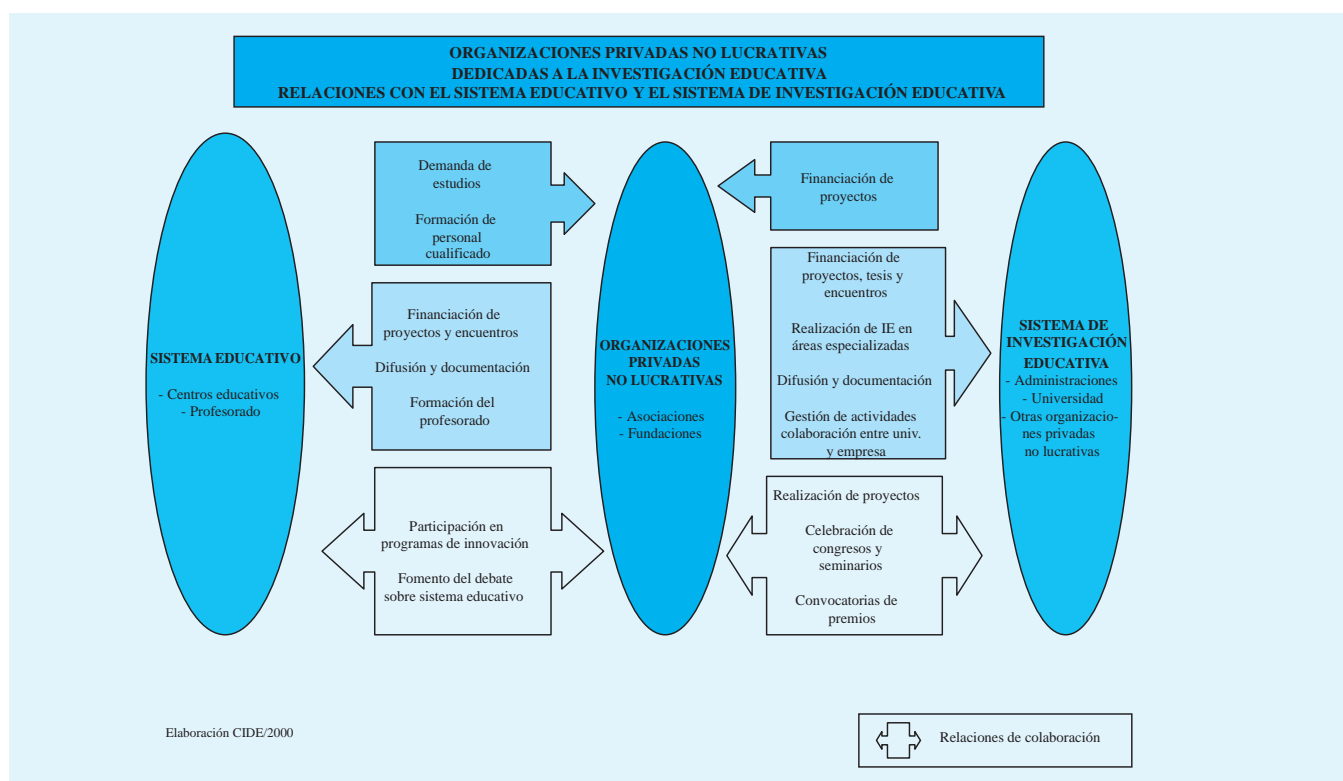 ORGANIZACIONES PRIVADAS NO LUCRATIVAS
DEDICADAS A LA INVESTIGACIÓN EDUCATIVA
RELACIONES CON EL SISTEMA EDUCATIVO Y EL SISTEMA DE INVESTIGACIÓN EDUCATIVA
SISTEMA EDUCATIVO
- Centros educativos
- Profesorado
Demanda de
estudios
Formación de
personal
cualificado
Financiación de
proyectos y encuentros
Difusión y documentación
Formación del
profesorado
Participación en
programas de innovación
Fomento del debate
sobre sistema educativo
ORGANIZACIONES
PRIVADAS
NO LUCRATIVAS
- Asociaciones
- Fundaciones
Financiación de
proyectos
Financiación de
proyectos, tesis y
encuentros
Realización de IE en
áreas especializadas
Difusión y documentación
Gestión de actividades
colaboración entre univ.
y empresa
Realización de proyectos
Celebración de
congresos y
seminarios
Convocatorias de
premios
SISTEMA DE
INVESTIGACIÓN
EDUCATIVA
- Administraciones
- Universidad
- Otras organizacio-
nes privadas
no lucrativas
Elaboración CIDE/2000
Relaciones de colaboración